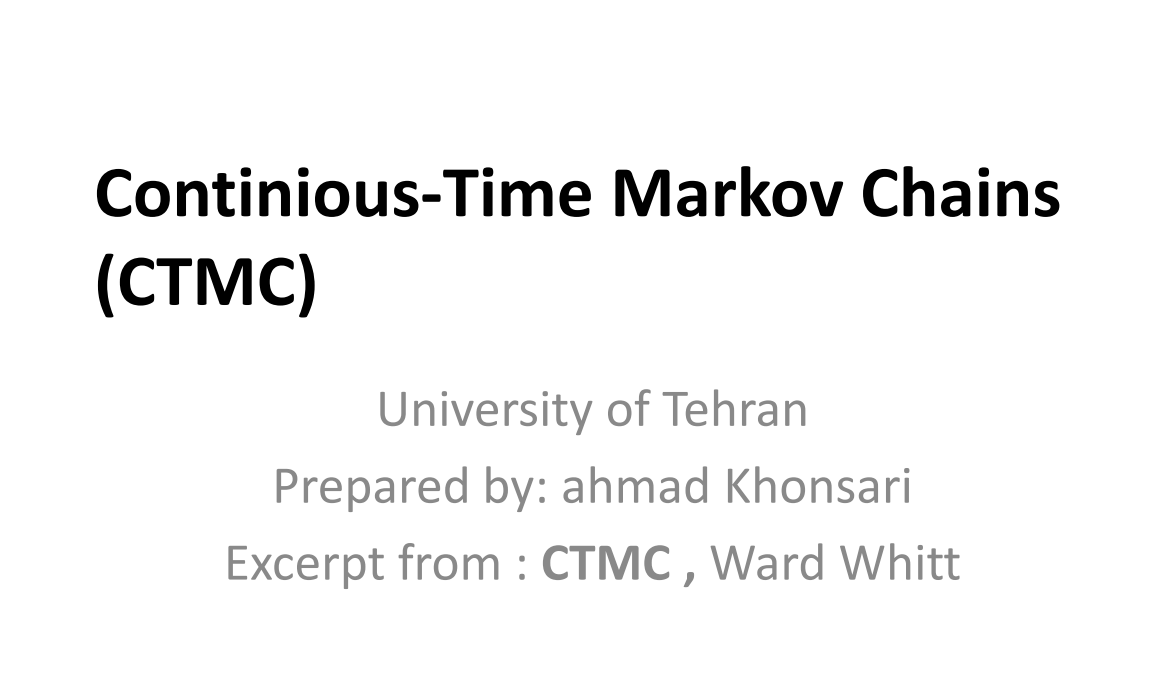 Continious-Time Markov Chains
(CTMC)
University of Tehran
Prepared by: ahmad Khonsari
Excerpt from : CTMC , Ward Whitt